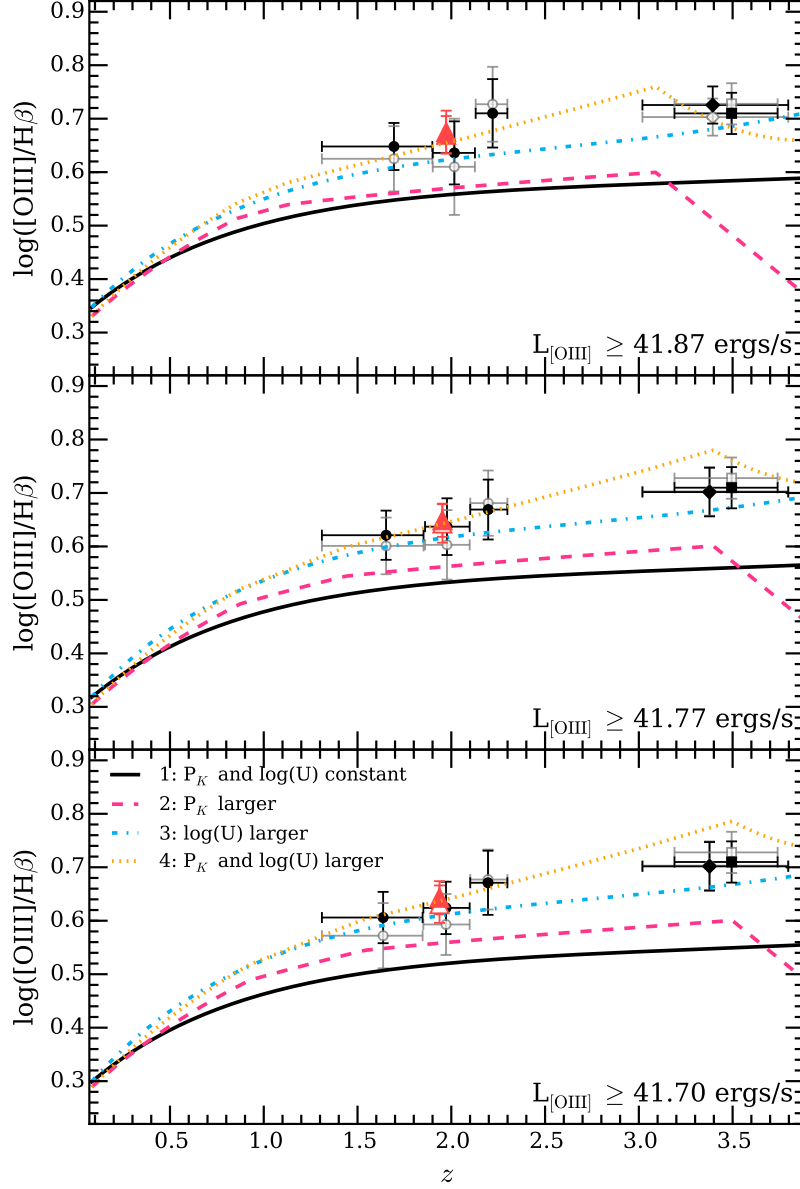 0.9
0.8
0.7
0.6
0.5
0.4
0.3
log([OIII]/Hβ)
L[OIII] ≥ 41.87 ergs/s
0.9
0.8
0.7
0.6
0.5
0.4
0.3
log([OIII]/Hβ)
L[OIII] ≥ 41.77 ergs/s
0.9
0.8
0.7
0.6
0.5
0.4
0.3
log([OIII]/Hβ)
1: PK and log(U) constant
2: PK larger
3: log(U) larger
4: PK and log(U) larger
L[OIII] ≥ 41.70 ergs/s
0.5 1.0 1.5 2.0 2.5 3.0 3.5
z